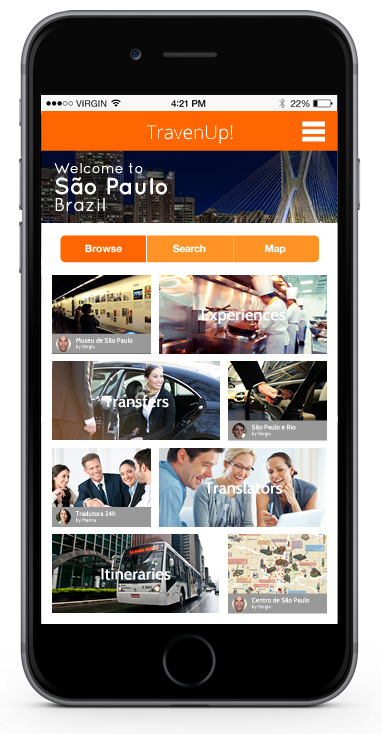 VIRGIN 4:21 PM 22%
TravenUp!
Welcome to
São Paulo
Brazil
Browse Search Map
Museu de São Paulo
by Sergio
Experiences
Transfers
São Paulo e Rio
by Sergio
Tradutora 24h
by Marina
Translators
Itineraries
Centro de São Paulo
by Sergio